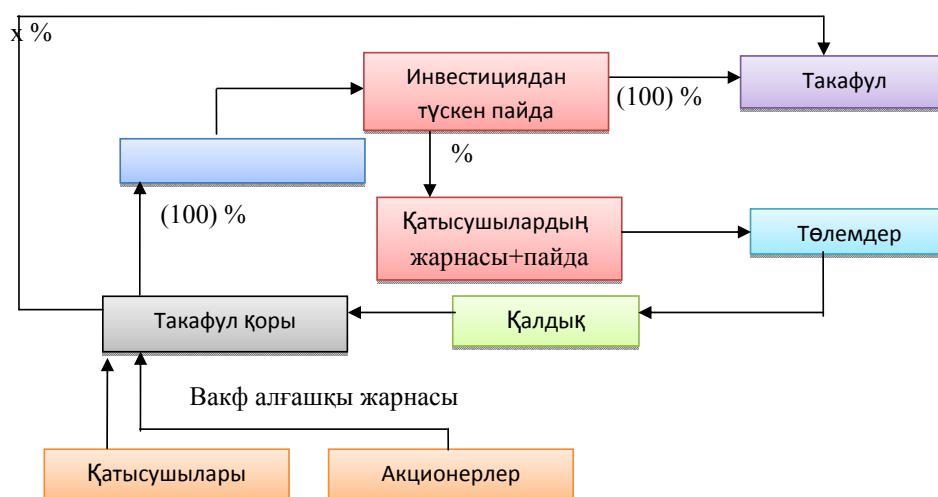 х %
Инвестициядан
түскен пайда
(100) %
Такафул
%
(100) %
Қатысушылардың
жарнасы+пайда
Төлемдер
Такафул қоры
Қалдық
Вакф алғашқы жарнасы
Қатысушылары
Акционерлер